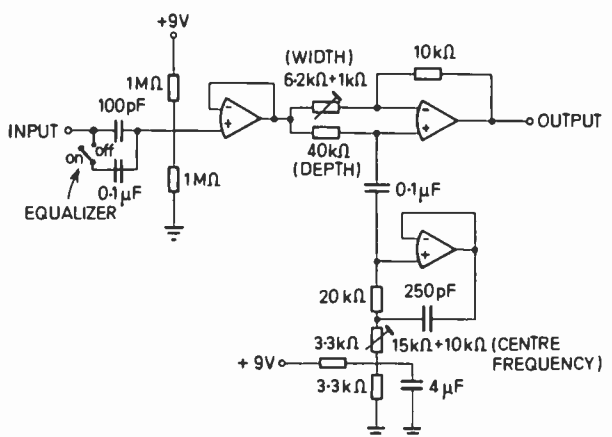 +9V
(WIDTH)
6·2kΩ+1kΩ
10kΩ
1MΩ
100pF
INPUT
OUTPUT
off
on
40kΩ
(DEPTH)
0·1µF
1MΩ
EQUALIZER
0·1µF
20kΩ
250pF
3·3kΩ
15kΩ+10kΩ (CENTRE
FREQUENCY)
+9V
3·3kΩ
4µF
-
+
-
+
-
+